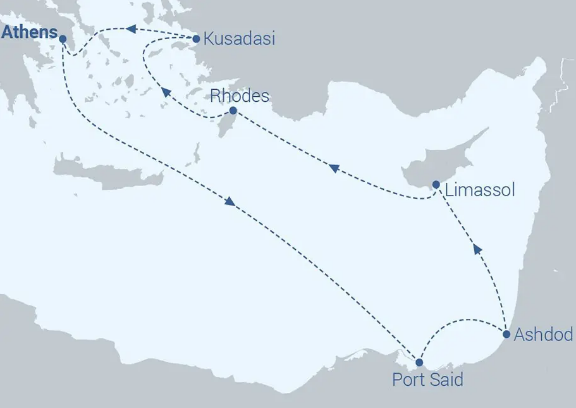 Athens
Kusadasi
Rhodes
Limassol
Ashdod
Port Said